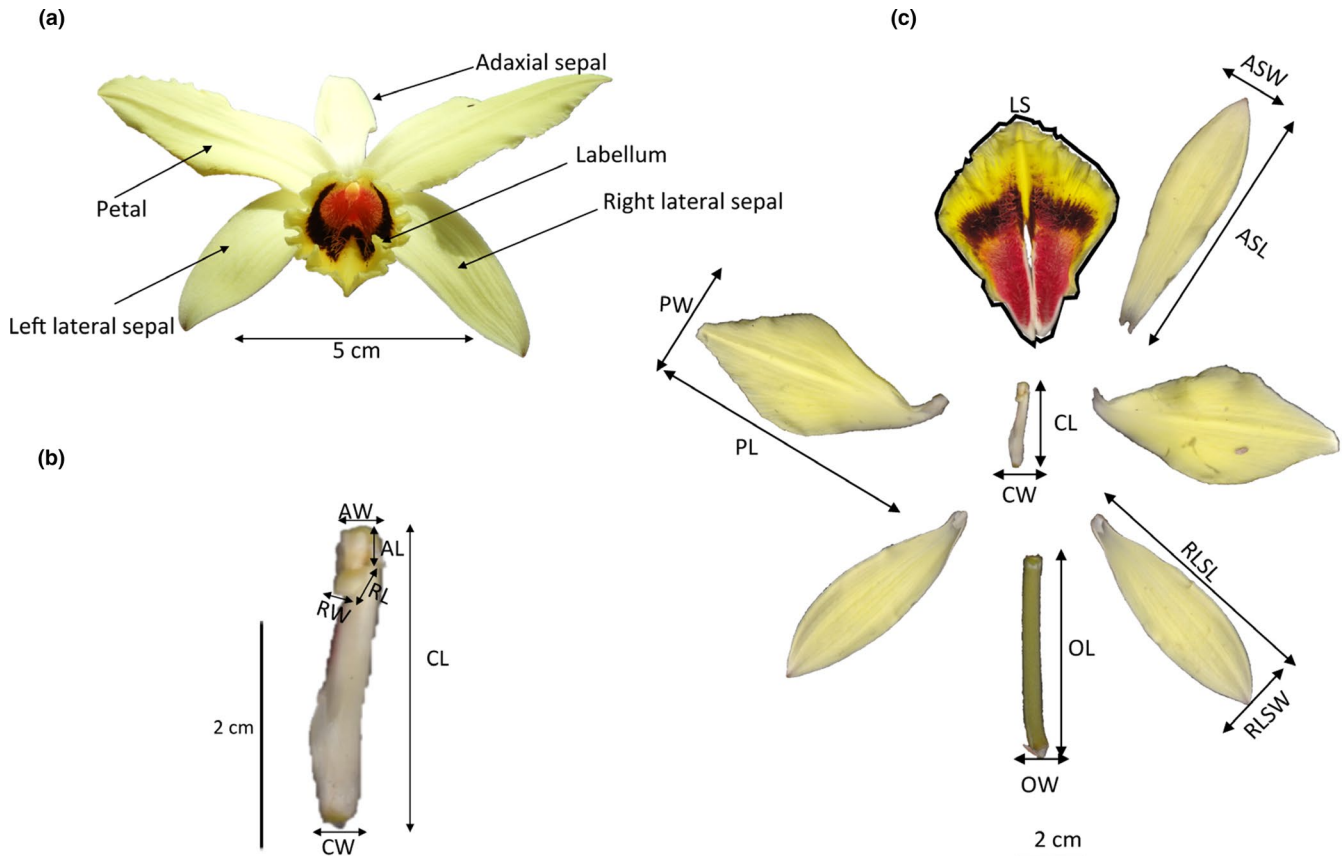 (a)
Adaxial sepal
Labellum
Right lateral sepal
Petal
Left lateral sepal
5 cm
(b)
AW
AL
RL
RW
CL
2 cm
CW
(c)
LS
ASW
ASL
PW
PL
CL
CW
RLSL
RLSW
OL
OW
2 cm